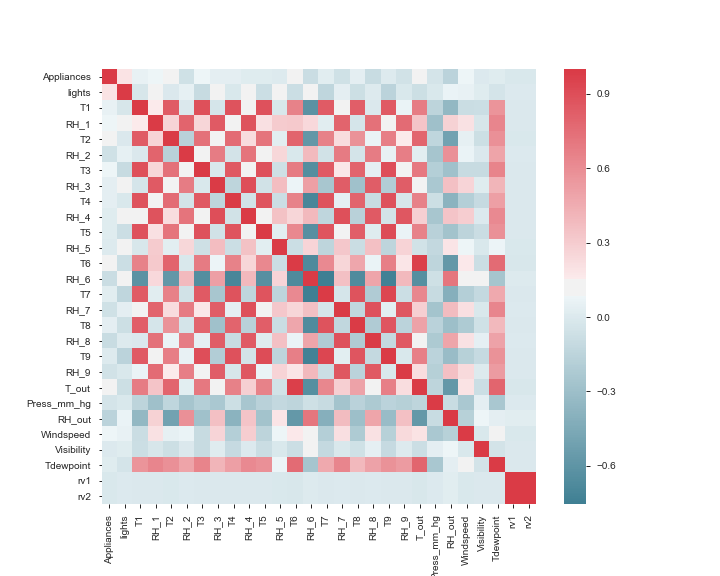 Appliances
lights
T1
RH_1
T2
RH_2
T3
RH_3
T4
RH_4
T5
RH_5
T6
RH_6
T7
RH_7
T8
RH_8
T9
RH_9
T_out
Press_mm_hg
RH_out
Windspeed
Visibility
Tdewpoint
rv1
rv2
Appliances
lights
T1
RH_1
T2
RH_2
T3
RH_3
T4
RH_4
T5
RH_5
T6
RH_6
T7
RH_7
T8
RH_8
T9
RH_9
T_out
Press_mm_hg
RH_out
Windspeed
Visibility
Tdewpoint
rv1
rv2
0.9
0.6
0.3
0.0
−0.3
−0.6